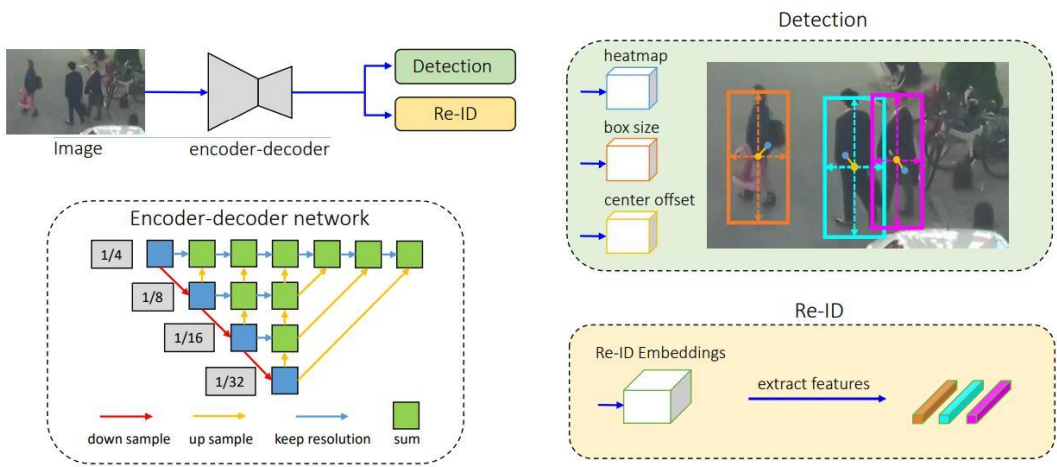 Image
encoder-decoder
Detection
Re-ID
Encoder-decoder network
1/4
1/8
1/16
1/32
down sample
up sample
keep resolution
sum
Detection
heatmap
box size
center offset
Re-ID
Re-ID Embeddings
extract features